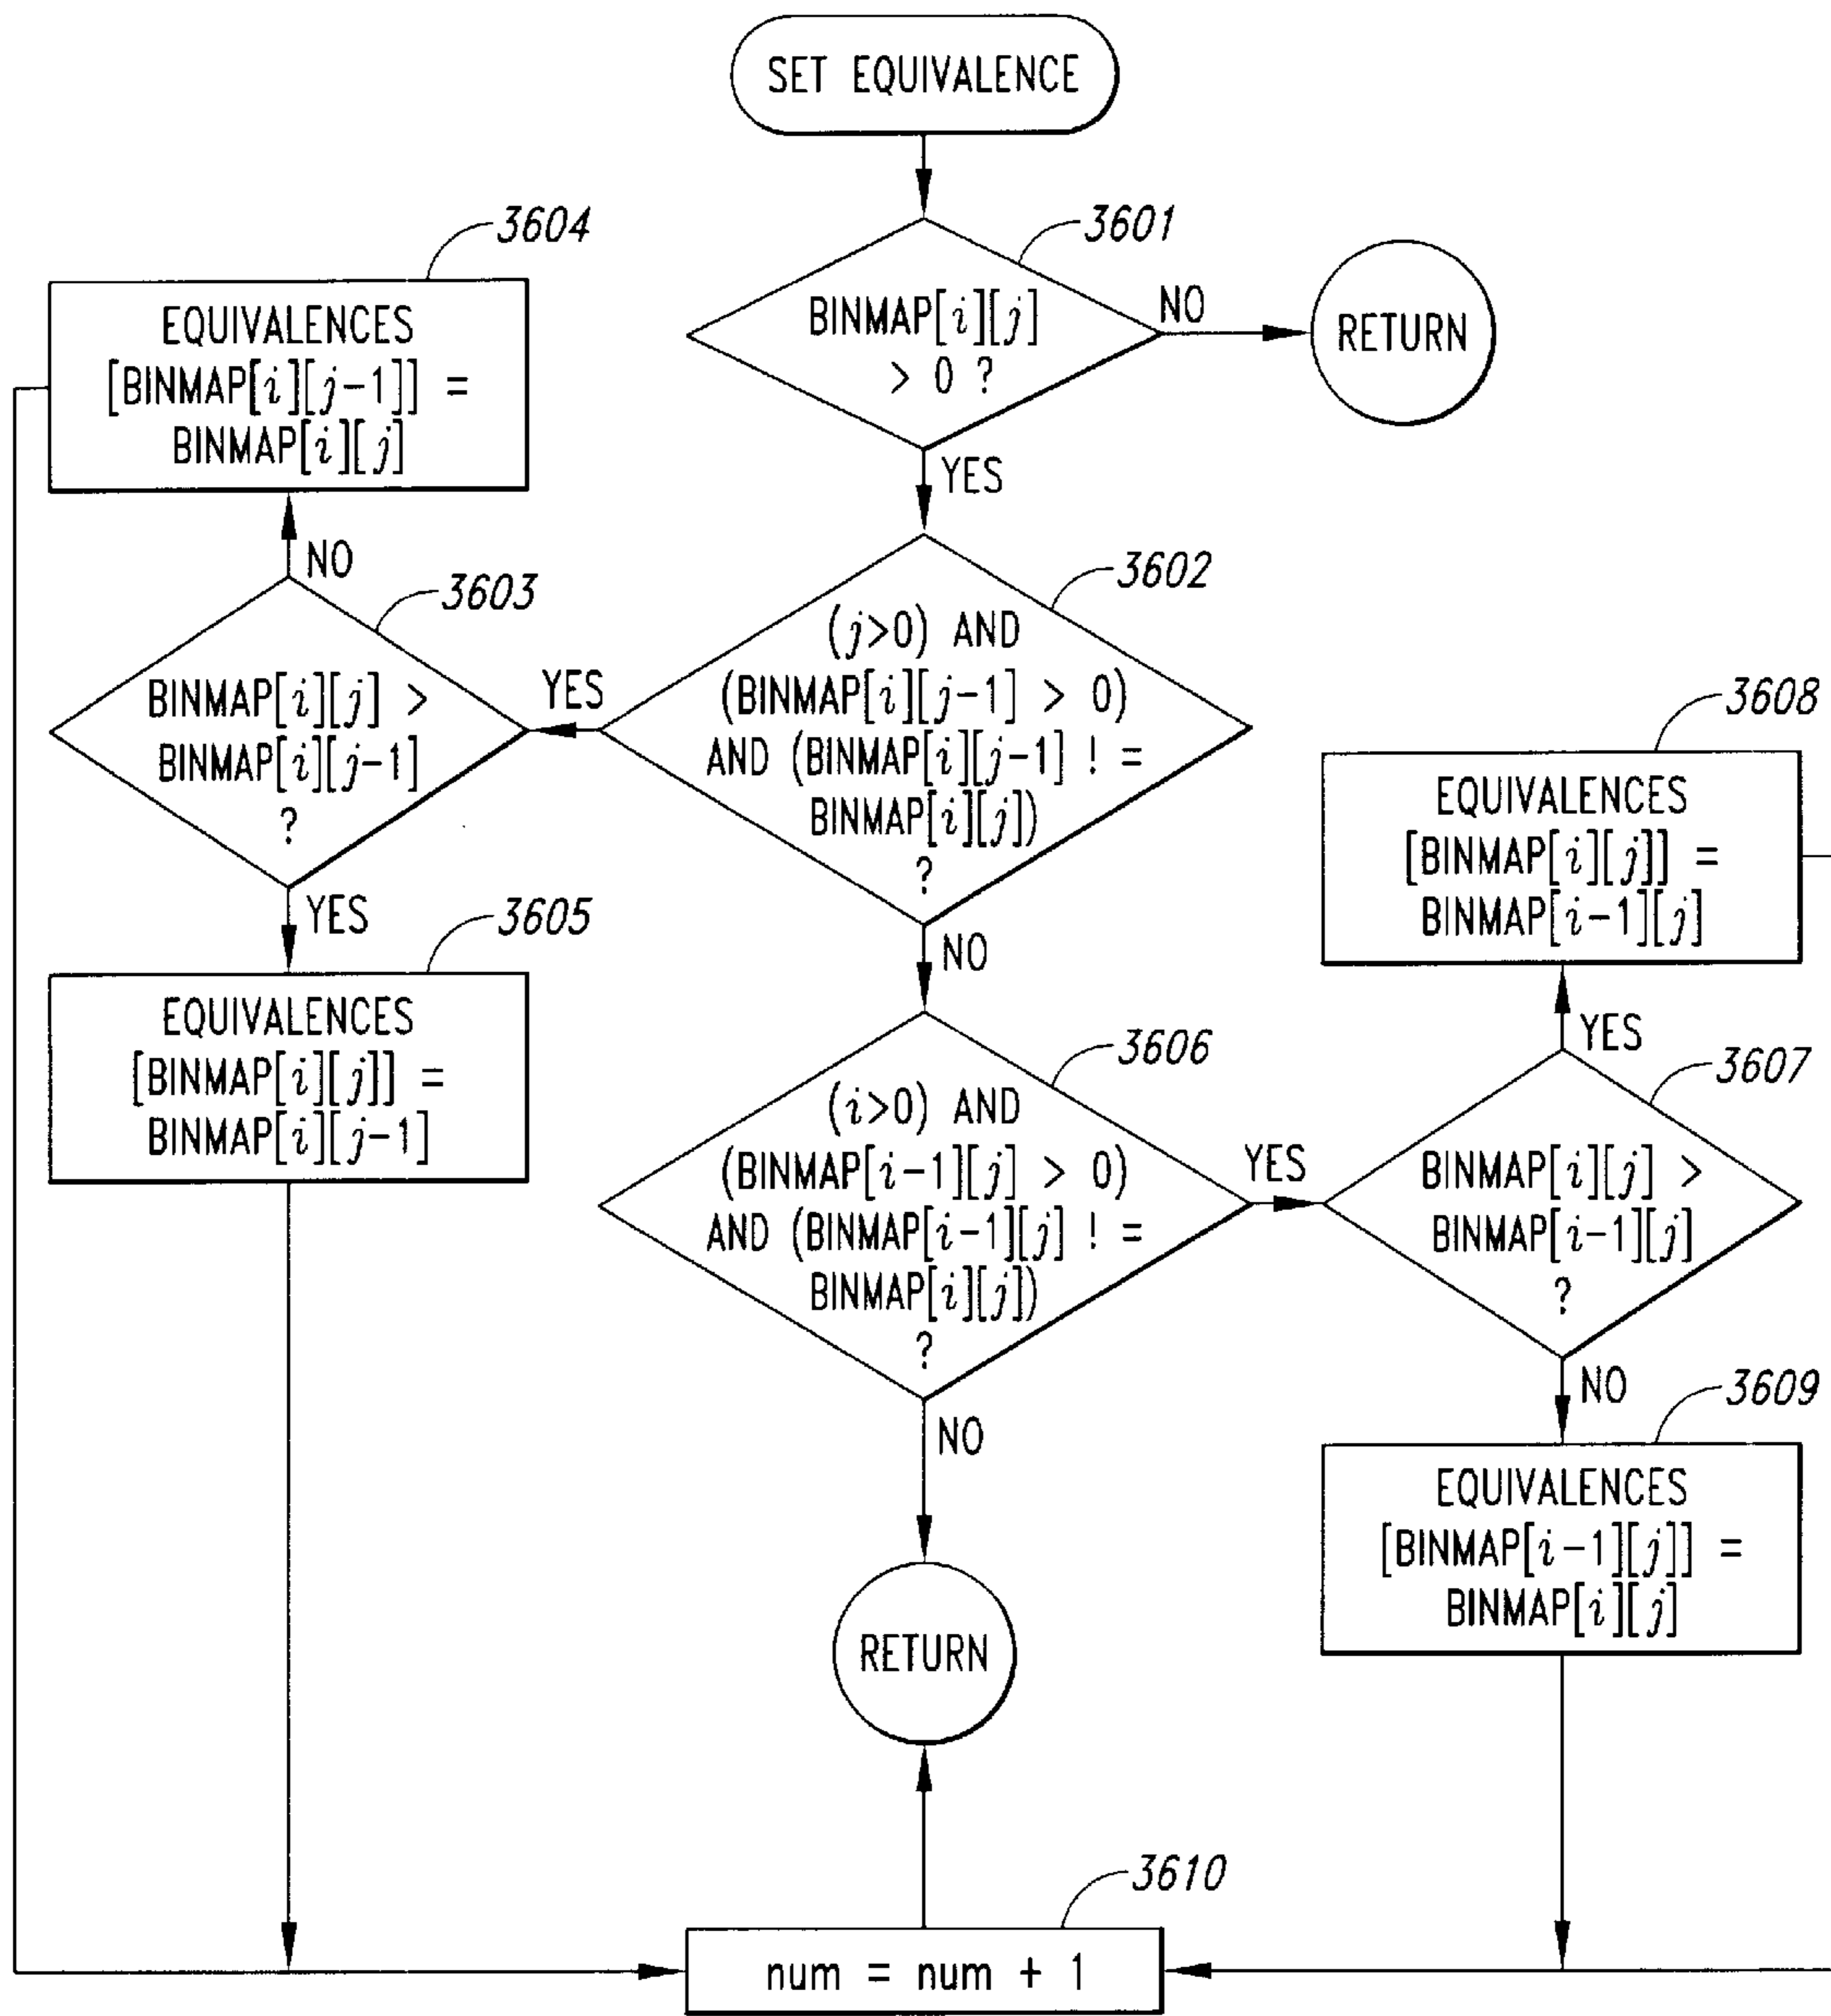 SET EQUIVALENCE
3601
BINMAP[i][j]
> 0 ?
NO
RETURN
YES
3602
(j>0) AND
(BINMAP[i][j-1] > 0)
AND (BINMAP[i][j-1] ! =
BINMAP[i][j])
?
YES
3603
BINMAP[i][j] >
BINMAP[i][j-1]
?
NO
3604
EQUIVALENCES
[BINMAP[i][j-1]] =
BINMAP[i][j]
YES
3605
EQUIVALENCES
[BINMAP[i][j]] =
BINMAP[i][j-1]
NO
3606
(i>0) AND
(BINMAP[i-1][j] > 0)
AND (BINMAP[i-1][j] ! =
BINMAP[i][j])
?
YES
3607
BINMAP[i][j] >
BINMAP[i-1][j]
?
YES
3608
EQUIVALENCES
[BINMAP[i][j]] =
BINMAP[i-1][j]
NO
3609
EQUIVALENCES
[BINMAP[i-1][j]] =
BINMAP[i][j]
NO
RETURN
3610
num = num + 1